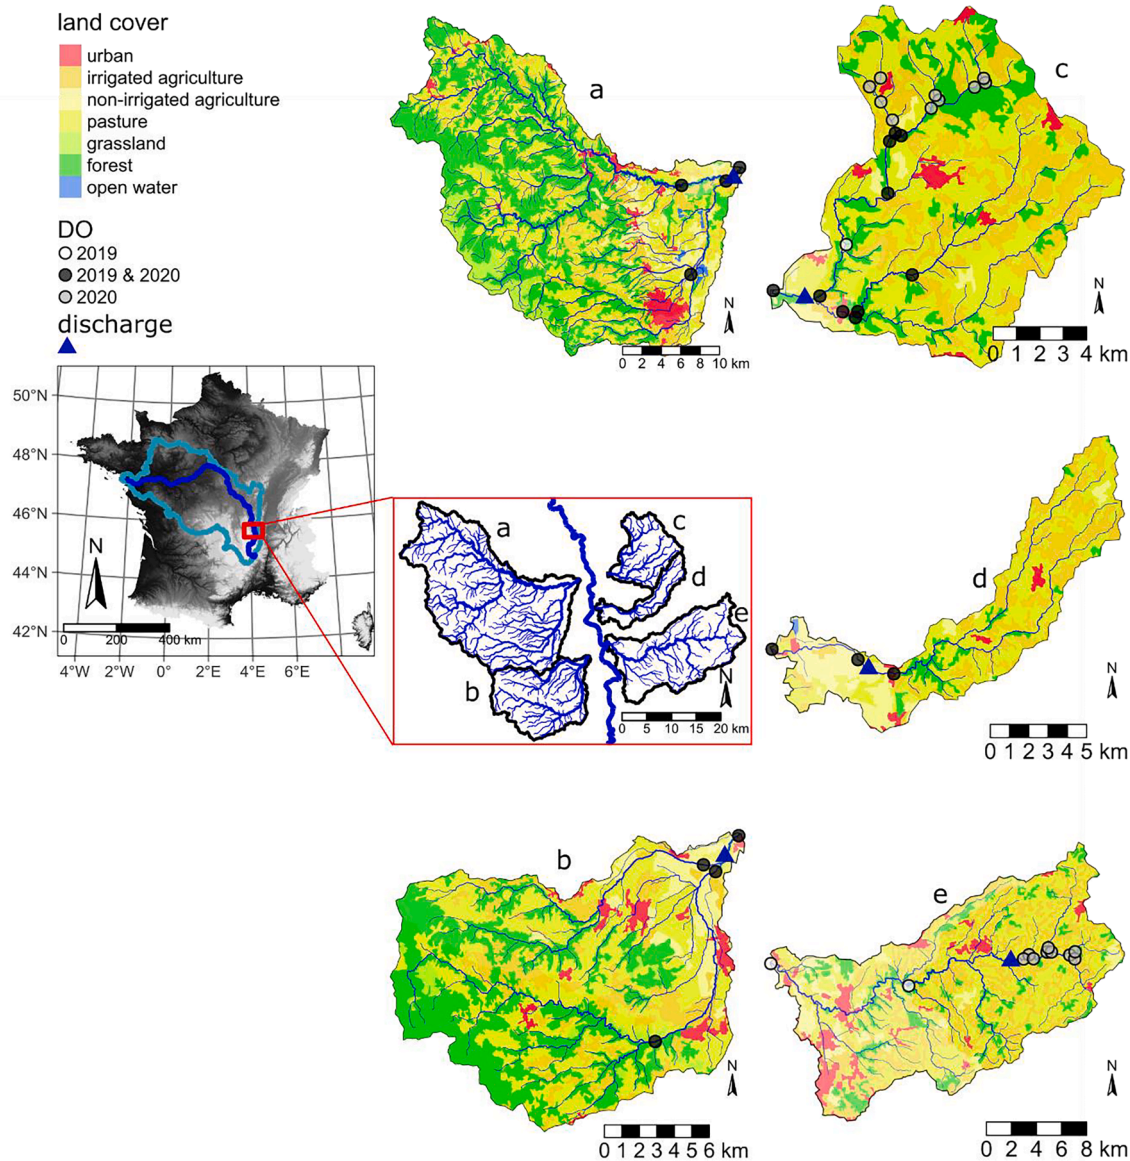 land cover
urban
irrigated agriculture
non-irrigated agriculture
pasture
grassland
forest
open water
DO
2019
2019 & 2020
2020
discharge
a
N
0 2 4 6 8 10 km
c
N
0 1 2 3 4 km
50°N
48°N
46°N
44°N
42°N
N
0 200 400 km
4°W 2°W 0° 2°E 4°E 6°E
a
c
d
e
b
N
0 5 10 15 20 km
d
N
0 1 2 3 4 5 km
b
N
0 1 2 3 4 5 6 km
e
N
0 2 4 6 8 km